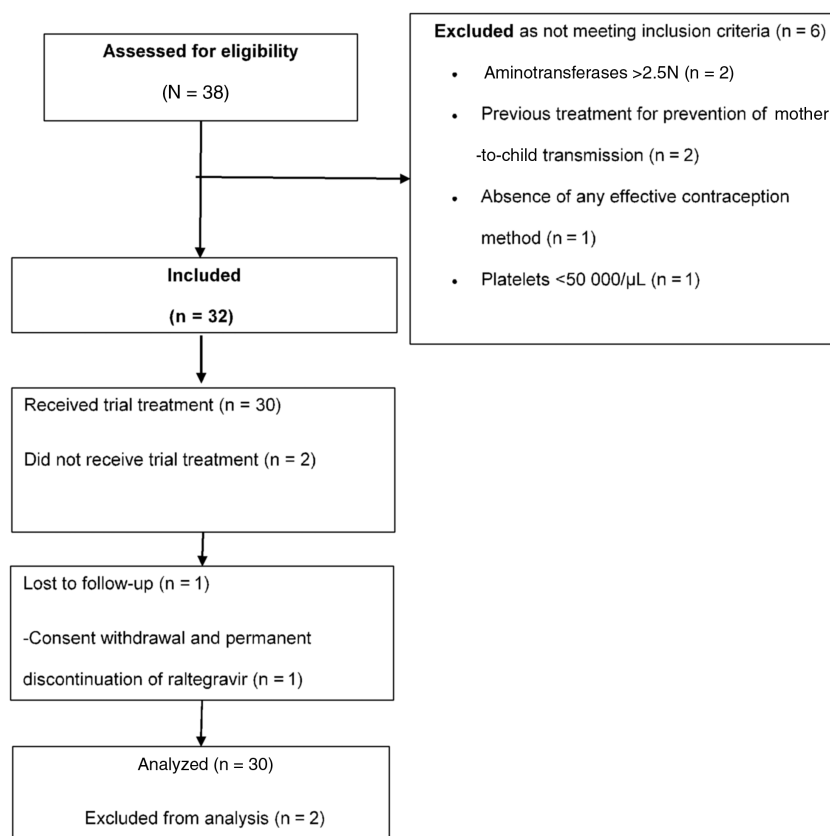 Assessed for eligibility
(N = 38)
Excluded as not meeting inclusion criteria (n = 6)
• Aminotransferases >2.5N (n = 2)
• Previous treatment for prevention of mother
-to-child transmission (n = 2)
• Absence of any effective contraception
method (n = 1)
• Platelets <50 000/µL (n = 1)
Included
(n = 32)
Received trial treatment (n = 30)
Did not receive trial treatment (n = 2)
Lost to follow-up (n = 1)
-Consent withdrawal and permanent
discontinuation of raltegravir (n = 1)
Analyzed (n = 30)
Excluded from analysis (n = 2)